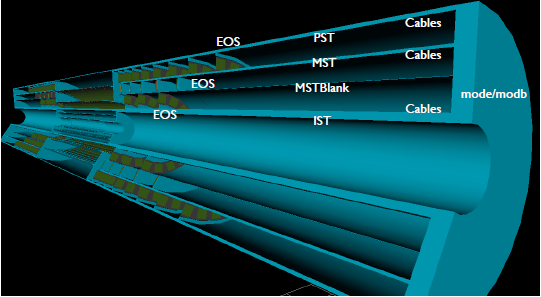 Cables
PST
EOS
Cables
MST
EOS
MSTBlank
mode/modb
Cables
EOS
IST